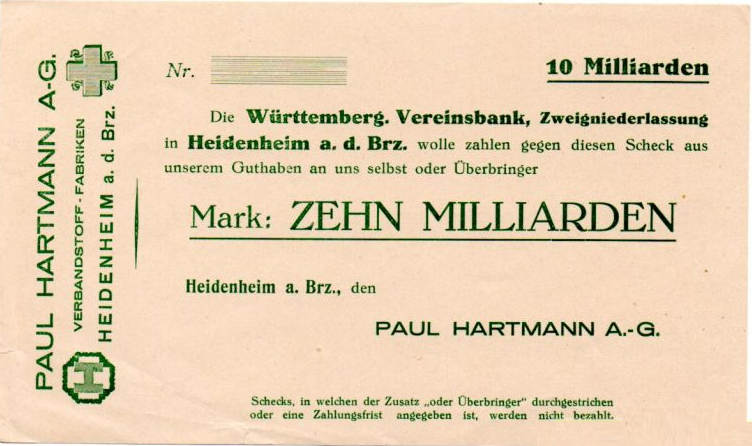 PAUL HARTMANN A-G.
VERBANDSTOFF-FABRIKEN
HEIDENHEIM a. d. Brz.
H
Nr.
10 Milliarden
Die Württemberg. Vereinsbank, Zweigniederlassung
in Heidenheim a. d. Brz. wolle zahlen gegen diesen Scheck aus
unserem Guthaben an uns selbst oder Überbringer
Mark: ZEHN MILLIARDEN
Heidenheim a. Brz., den
PAUL HARTMANN A.-G.
Schecks, in welchen der Zusatz „oder Überbringer" durchgestrichen
oder eine Zahlungsfrist angegeben ist, werden nicht bezahlt.